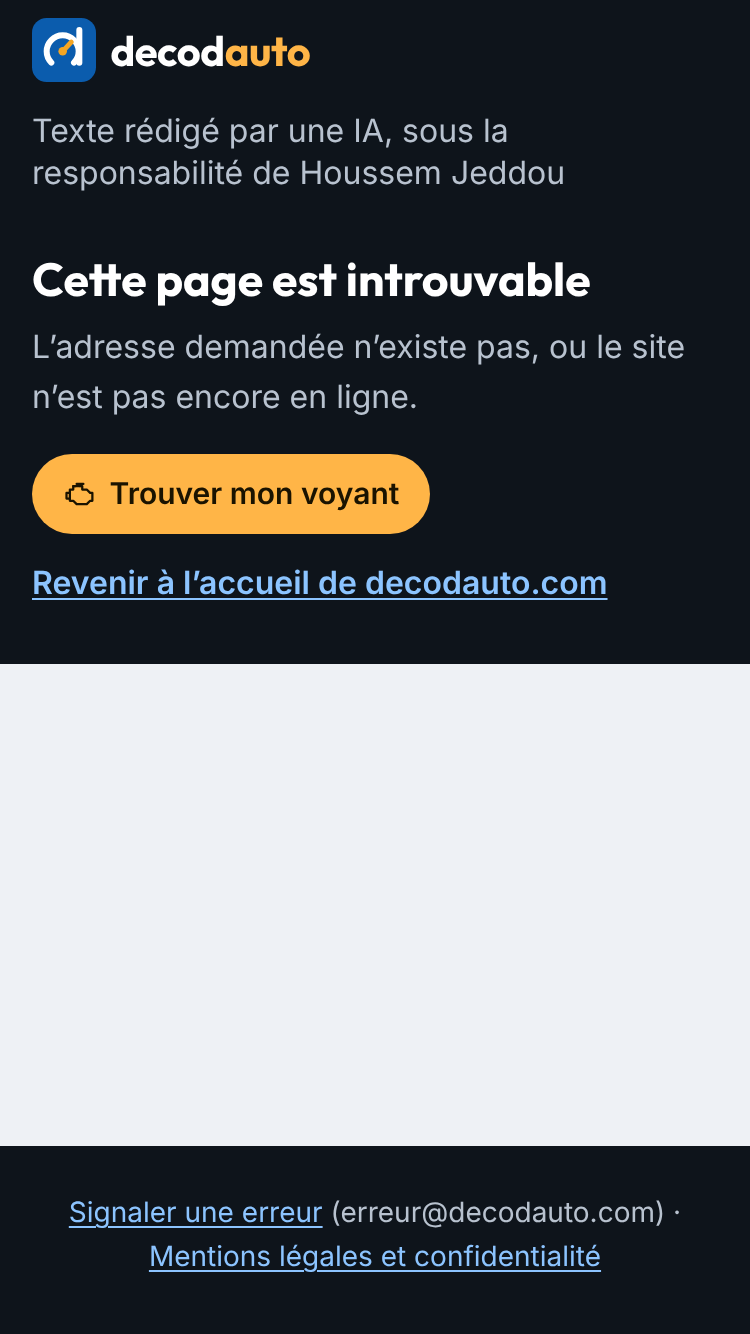 decodauto
Texte rédigé par une IA, sous la
responsabilité de Houssem Jeddou
Cette page est introuvable
L’adresse demandée n’existe pas, ou le site
n’est pas encore en ligne.
Trouver mon voyant
Revenir à l’accueil de decodauto.com
Signaler une erreur (erreur@decodauto.com) ·
Mentions légales et confidentialité